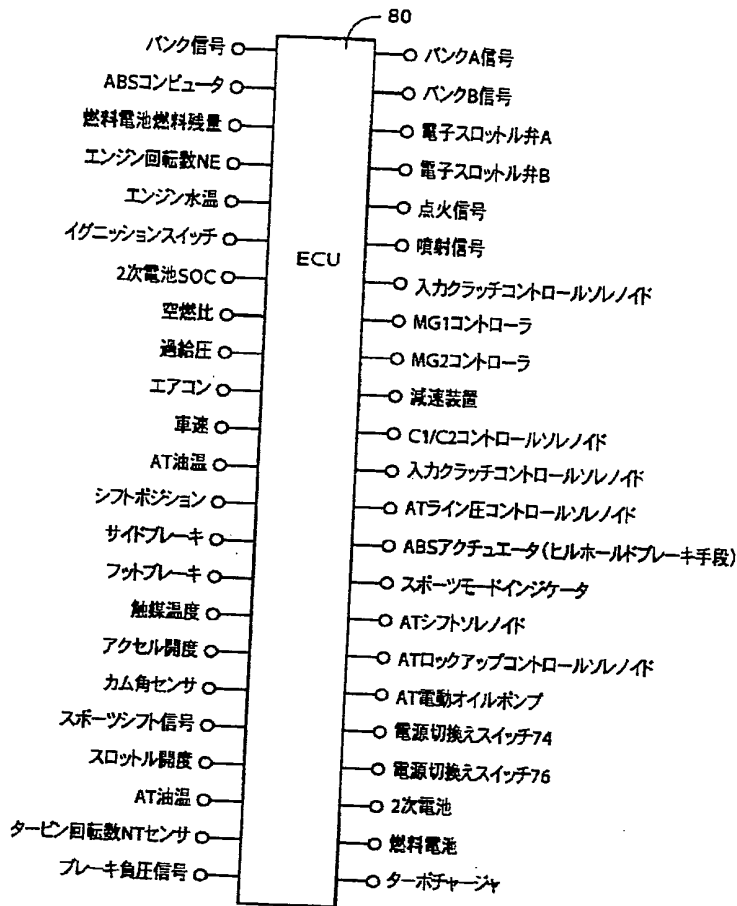 80
ECU
バンク信号
ABSコンピュータ
燃料電池燃料残量
エンジン回転数NE
エンジン水温
イグニッションスイッチ
2次電池SOC
空燃比
過給圧
エアコン
車速
AT油温
シフトポジション
サイドブレーキ
フットブレーキ
触媒温度
アクセル開度
カム角センサ
スポーツシフト信号
スロットル開度
AT油温
タービン回転数NTセンサ
ブレーキ負圧信号
バンクA信号
バンクB信号
電子スロットル弁A
電子スロットル弁B
点火信号
噴射信号
入力クラッチコントロールソレノイド
MG1コントローラ
MG2コントローラ
減速装置
C1/C2コントロールソレノイド
入力クラッチコントロールソレノイド
ATライン圧コントロールソレノイド
ABSアクチュエータ(ヒルホールドブレーキ手段)
スポーツモードインジケータ
ATシフトソレノイド
ATロックアップコントロールソレノイド
AT電動オイルポンプ
電源切換えスイッチ74
電源切換えスイッチ76
2次電池
燃料電池
ターボチャージャ